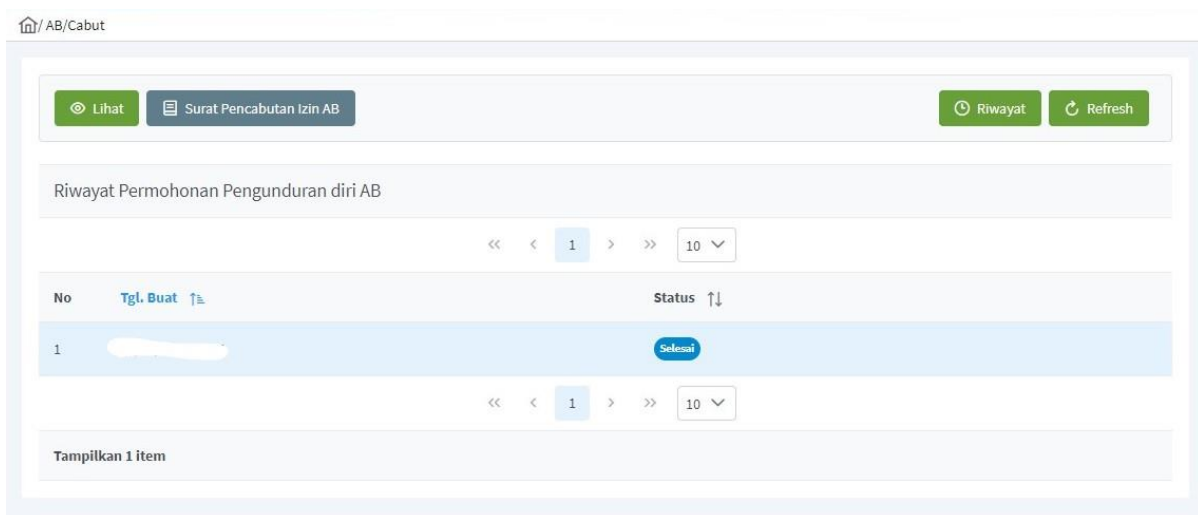 / AB/Cabut
Lihat Surat Pencabutan Izin AB Riwayat Refresh
Riwayat Permohonan Pengunduran diri AB
<< < 1 > >> 10
No Tgl. Buat Status
1 Selesai
<< < 1 > >> 10
Tampilkan 1 item